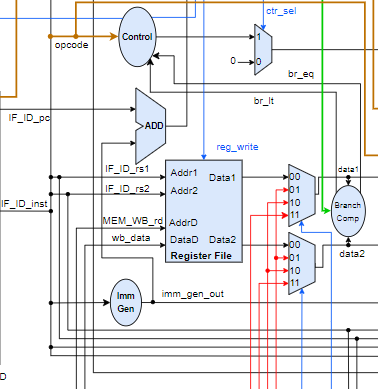 ctr_sel
Control
1
opcode
0
0
br_eq
br_lt
IF_ID_pc
ADD
reg_write
IF_ID_rs1
Addr1
Data1
00
data1
IF_ID_rs2
Addr2
01
IF_ID_inst
10
Branch
Comp
MEM_WB_rd
AddrD
11
wb_data
DataD
Data2
00
data2
Register File
01
10
Imm
Gen
imm_gen_out
11
D